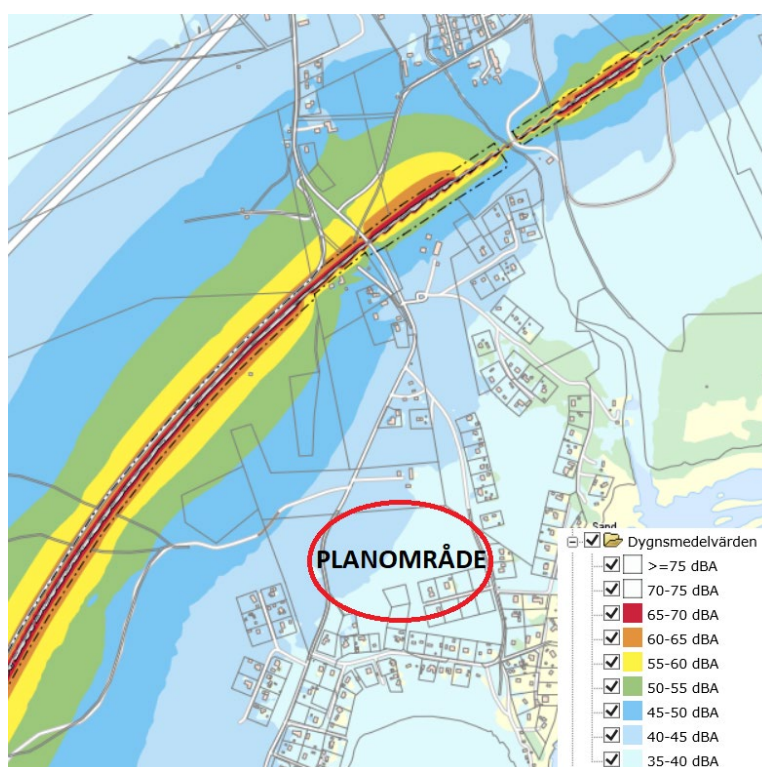 PLANOMRÅDE
Sand
Dygnsmedelvärden
>=75 dBA
70-75 dBA
65-70 dBA
60-65 dBA
55-60 dBA
50-55 dBA
45-50 dBA
40-45 dBA
35-40 dBA